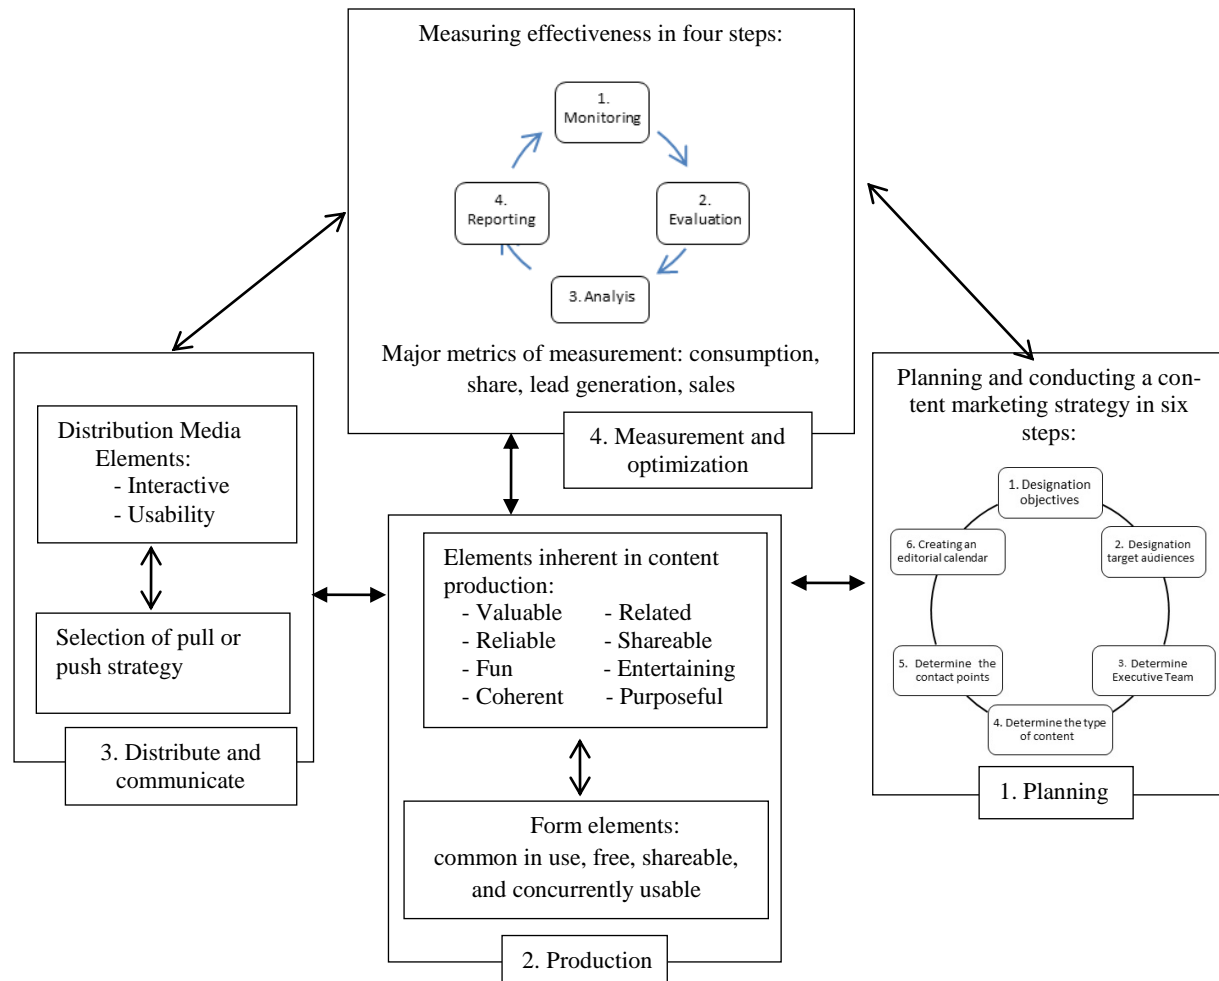 Measuring effectiveness in four steps:
1.
Monitoring
2.
Evaluation
3. Analyis
4.
Reporting
Major metrics of measurement: consumption,
share, lead generation, sales
4. Measurement and
optimization
Distribution Media
Elements:
- Interactive
- Usability
Selection of pull or
push strategy
3. Distribute and
communicate
Elements inherent in content
production:
- Valuable - Related
- Reliable - Shareable
- Fun - Entertaining
- Coherent - Purposeful
Form elements:
common in use, free, shareable,
and concurrently usable
2. Production
Planning and conducting a con-
tent marketing strategy in six
steps:
1. Designation
objectives
2. Designation
target audiences
3. Determine
Executive Team
4. Determine the type
of content
5. Determine the
contact points
6. Creating an
editorial calendar
1. Planning